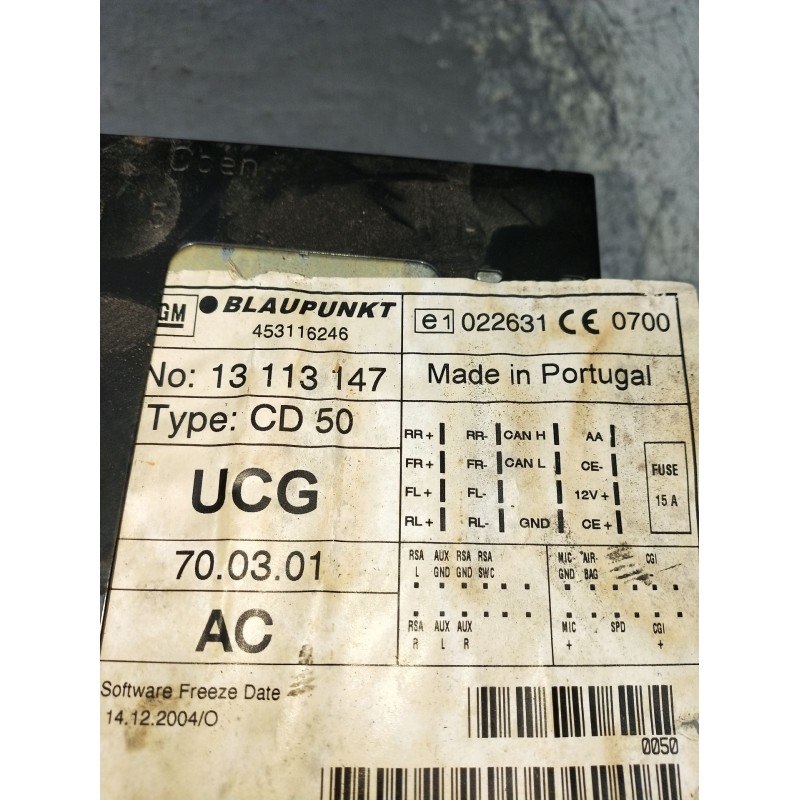 Oben
5
GM BLAUPUNKT
453116246
e1 022631 CE 0700
No: 13 113 147
Made in Portugal
Type: CD 50
UCG
70.03.01
AC
RR+ RR- CAN H AA
FR+ FR- CAN L CE-
FL+ FL- 12V+
RL+ RL- GND CE+
FUSE
15 A
RSA AUX RSA RSA MIC AIR- CGI
L GND GND SWC GND BAG -
RSA AUX AUX MIC SPD CGI
R L R + +
Software Freeze Date
14.12.2004/O
0050